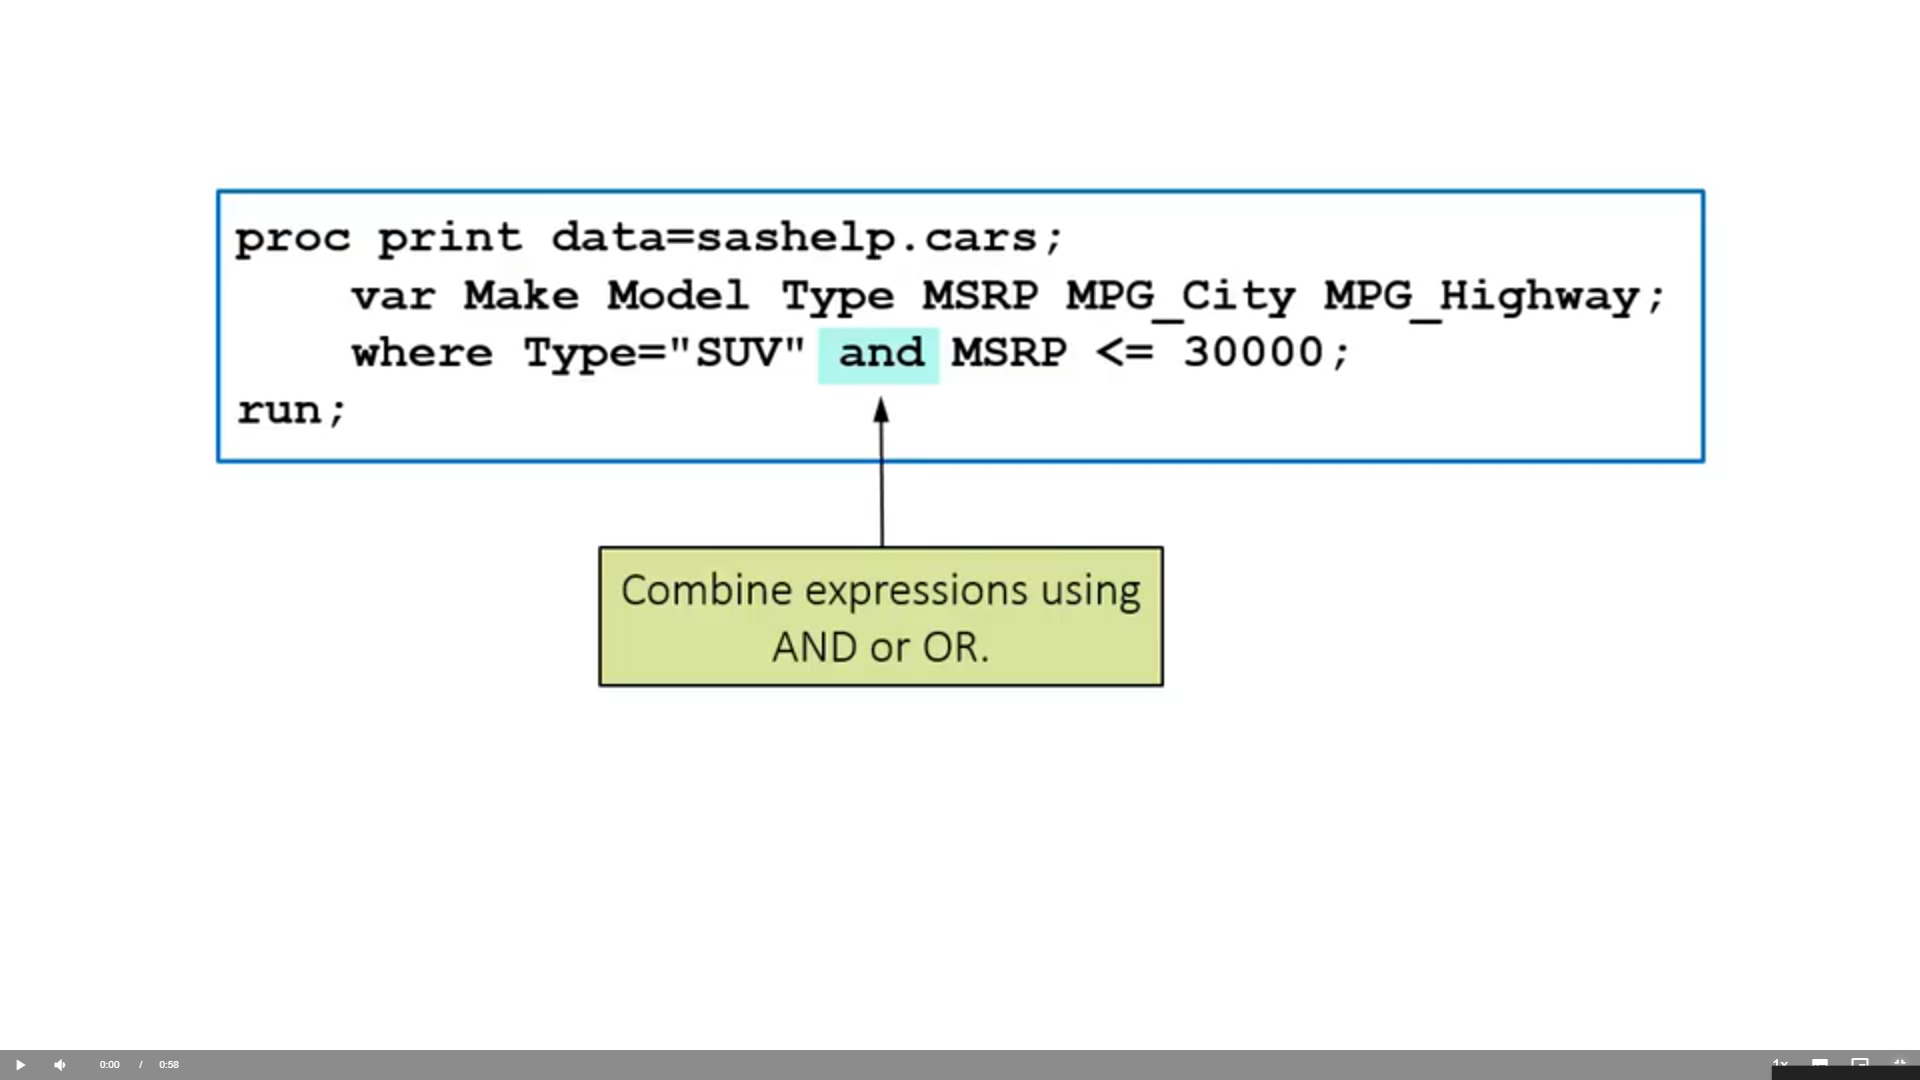 proc print data=sashelp.cars;
var Make Model Type MSRP MPG_City MPG_Highway;
where Type="SUV" and MSRP <= 30000;
run;
Combine expressions using
AND or OR.
0:00 / 0:58 1x